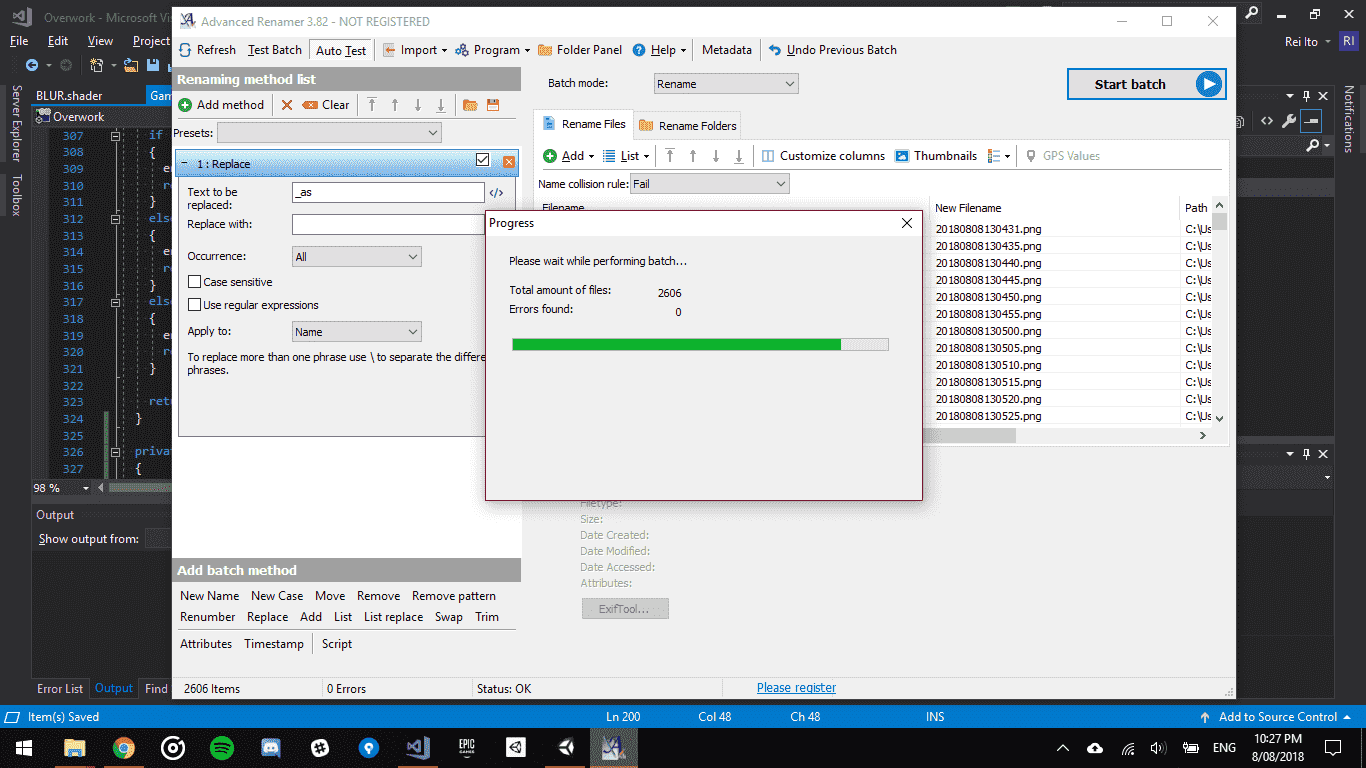 Overwork - Microsoft Vis
Advanced Renamer 3.82 - NOT REGISTERED
File Edit View Project
Rei Ito RI
Refresh Test Batch Auto Test Import Program Folder Panel Help Metadata Undo Previous Batch
Renaming method list
Batch mode: Rename
Start batch
Server Explorer
Toolbox
Notifications
BLUR.shader Gam
Add method Clear
Overwork
Rename Files Rename Folders
Presets:
307 if
308 {
309 e
310 r
311 }
312 els
313 {
314 e
315 r
316 }
317 els
318 {
319 e
320 r
321 }
322
323 retu
324 }
325
326 privat
327 {
1 : Replace
Add List Customize columns Thumbnails GPS Values
Text to be
replaced:
_as
Name collision rule: Fail
Replace with:
Filename New Filename Path
Occurrence: All
Case sensitive
Use regular expressions
Apply to: Name
To replace more than one phrase use \ to separate the differe
phrases.
Progress
Please wait while performing batch...
Total amount of files: 2606
Errors found: 0
20180808130431.png C:\Us
20180808130435.png C:\Us
20180808130440.png C:\Us
20180808130445.png C:\Us
20180808130450.png C:\Us
20180808130455.png C:\Us
20180808130500.png C:\Us
20180808130505.png C:\Us
20180808130510.png C:\Us
20180808130515.png C:\Us
20180808130520.png C:\Us
20180808130525.png C:\Us
98 %
Output
Show output from:
Filetype:
Size:
Date Created:
Date Modified:
Date Accessed:
Attributes:
ExifTool...
Add batch method
New Name New Case Move Remove Remove pattern
Renumber Replace Add List List replace Swap Trim
Attributes Timestamp Script
Error List Output Find
2606 Items 0 Errors Status: OK Please register
Item(s) Saved Ln 200 Col 48 Ch 48 INS Add to Source Control
EPIC
GAMES
ENG
10:27 PM
8/08/2018